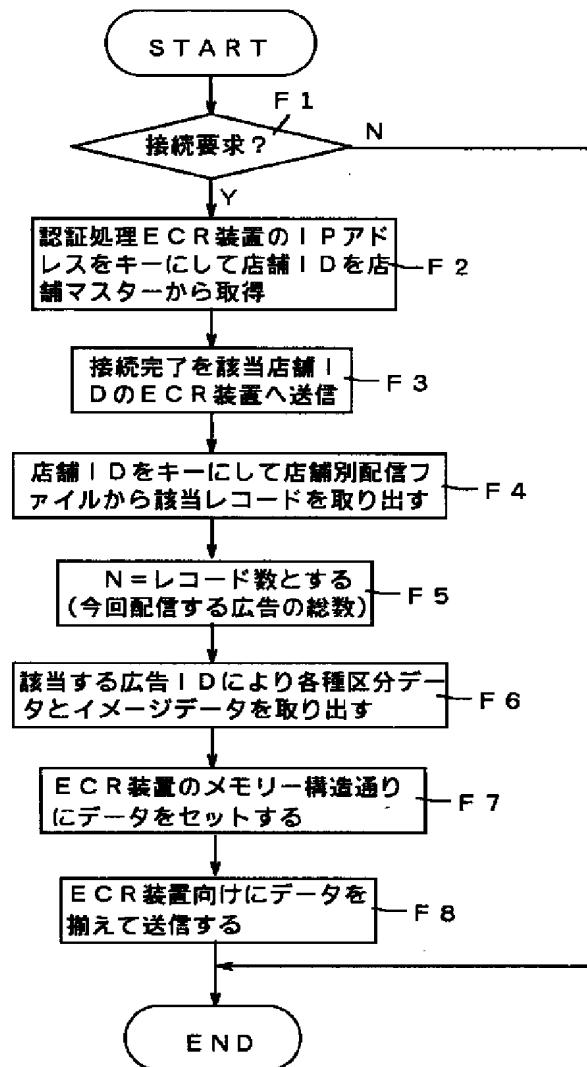 START
F1
接続要求?
N
Y
認証処理ECR装置のIPアド
レスをキーにして店舗IDを店
舗マスターから取得
F2
接続完了を該当店舗I
DのECR装置へ送信
F3
店舗IDをキーにして店舗別配信フ
ァイルから該当レコードを取り出す
F4
N=レコード数とする
(今回配信する広告の総数)
F5
該当する広告IDにより各種区分デー
タとイメージデータを取り出す
F6
ECR装置のメモリー構造通り
にデータをセットする
F7
ECR装置向けにデータを
揃えて送信する
F8
END